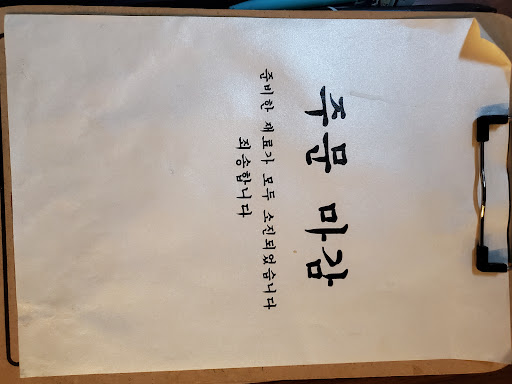 주문 마감
준비한 재료가 모두 소진되었습니다
죄송합니다